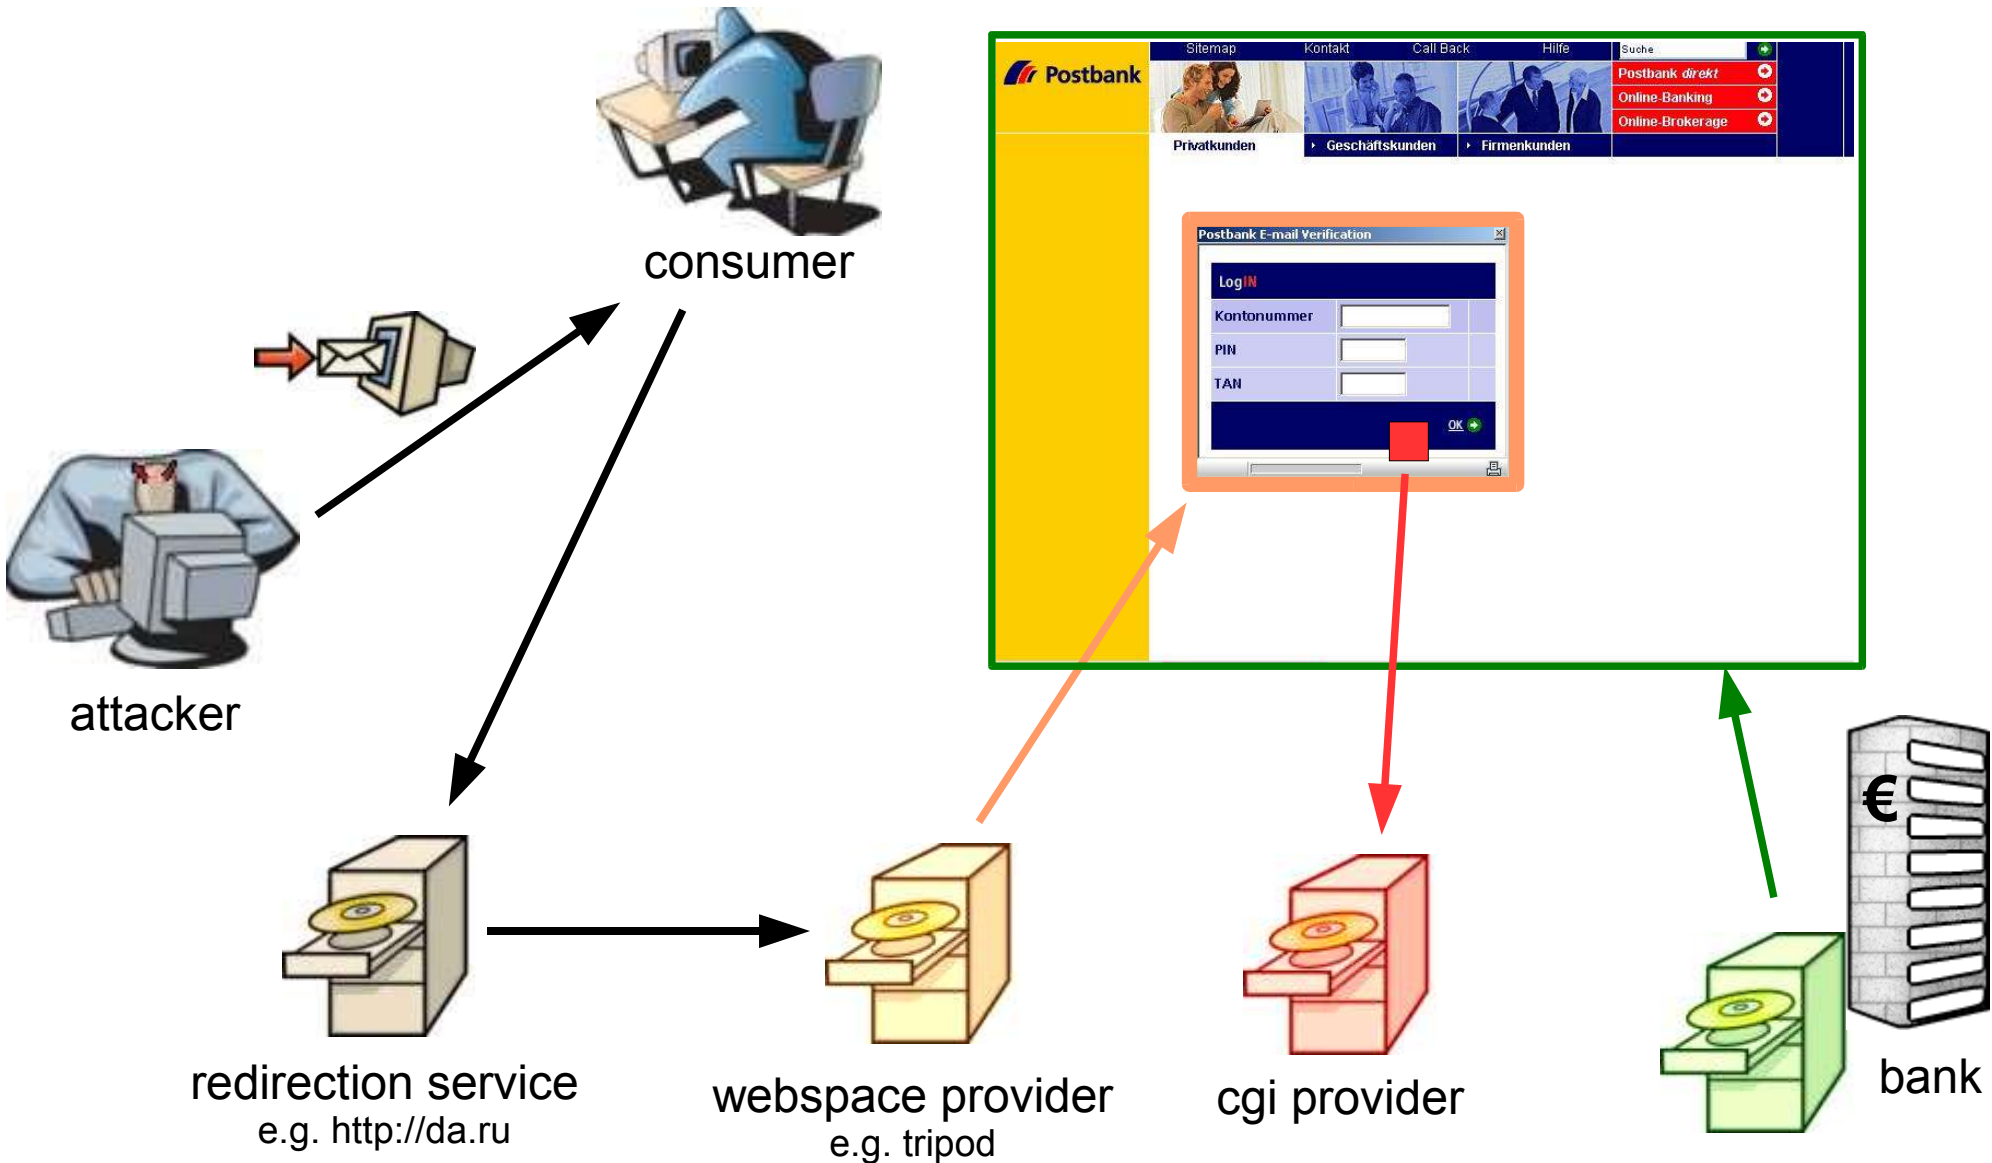 consumer
attacker
Sitemap Kontakt Call Back Hilfe Suche
Postbank
Postbank direkt
Online-Banking
Online-Brokerage
Privatkunden Geschäftskunden Firmenkunden
Postbank E-mail Verification
LogIN
Kontonummer
PIN
TAN
OK
€
redirection service
e.g. http://da.ru
webspace provider
e.g. tripod
cgi provider
bank